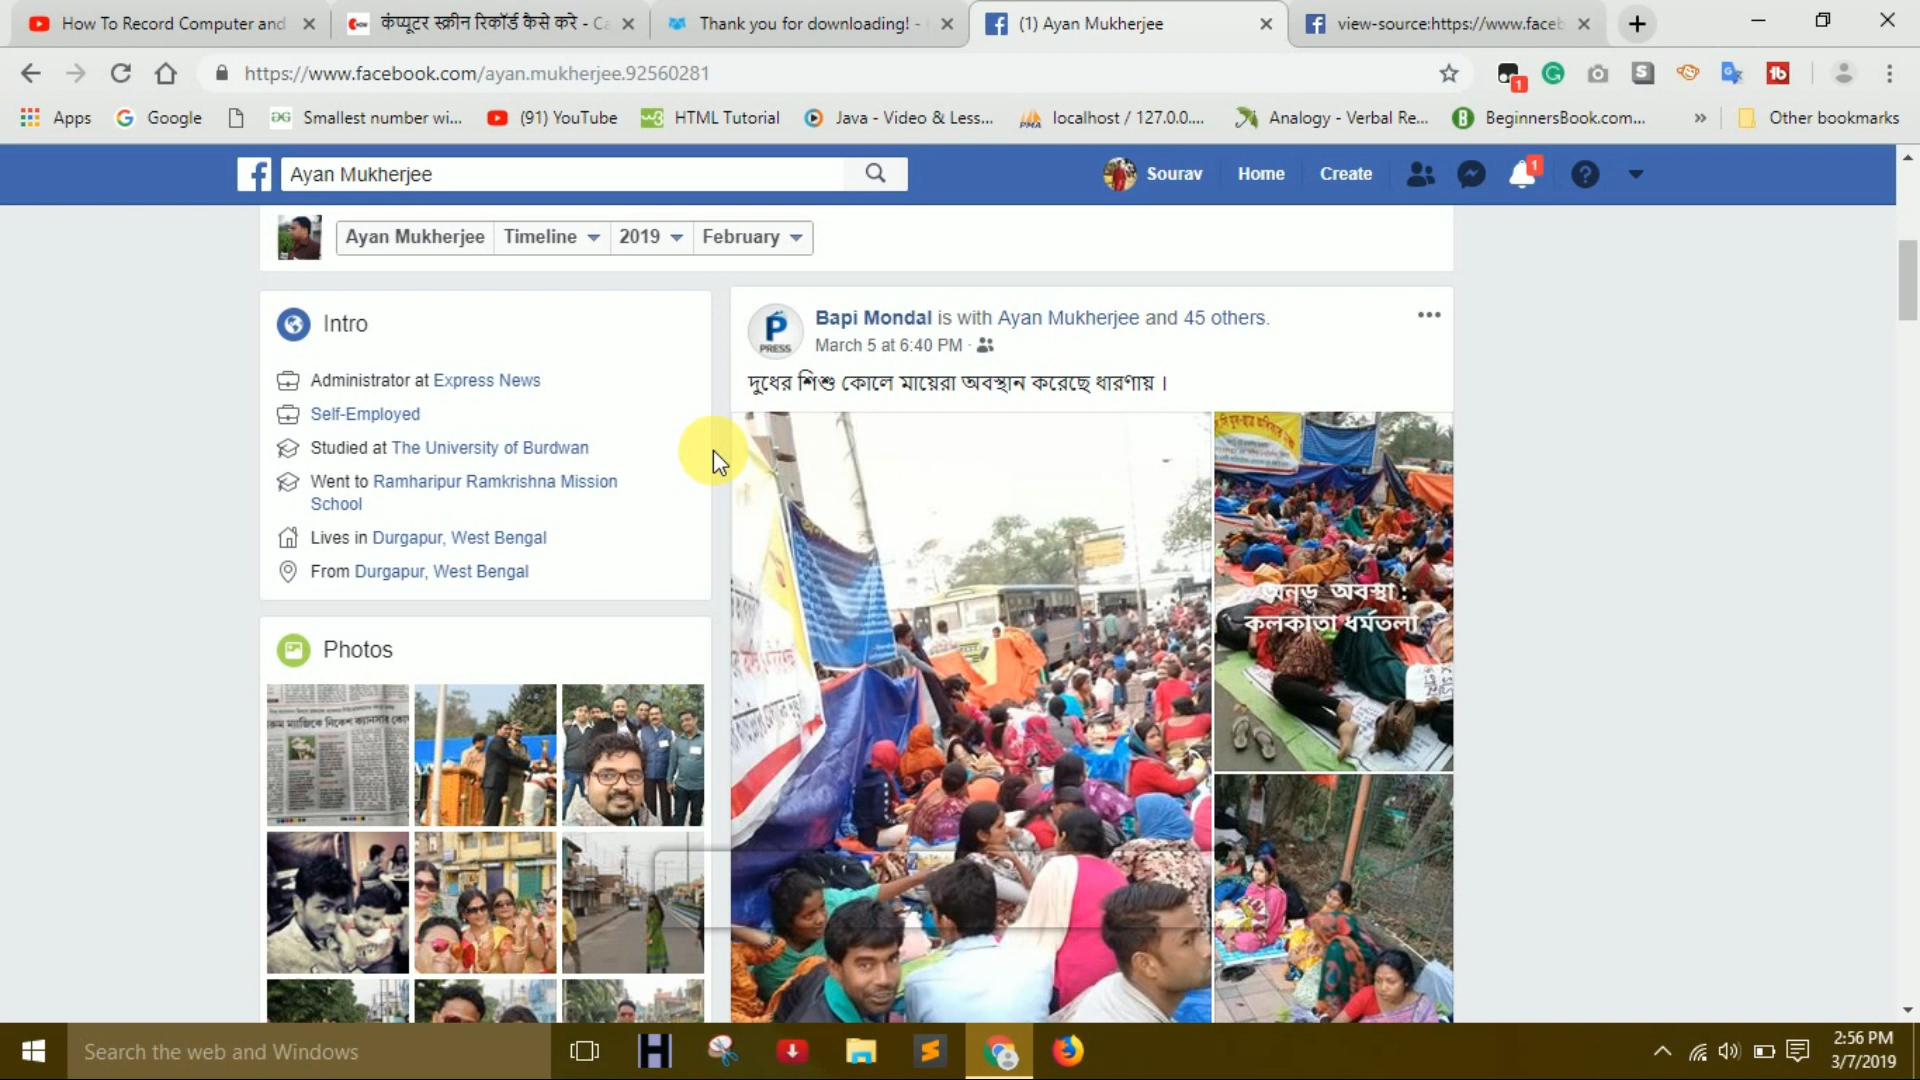 How To Record Computer and
कंप्यूटर स्क्रीन रिकॉर्ड कैसे करे - Ca
Thank you for downloading! -
(1) Ayan Mukherjee
view-source:https://www.faceb
https://www.facebook.com/ayan.mukherjee.92560281
1
Apps
Google
Smallest number wi...
(91) YouTube
HTML Tutorial
Java - Video & Less...
localhost / 127.0.0....
Analogy - Verbal Re...
BeginnersBook.com...
»
Other bookmarks
Ayan Mukherjee
Sourav
Home
Create
1
Ayan Mukherjee
Timeline
2019
February
Intro
Administrator at Express News
Self-Employed
Studied at The University of Burdwan
Went to Ramharipur Ramkrishna Mission
School
Lives in Durgapur, West Bengal
From Durgapur, West Bengal
Photos
P
PRESS
Bapi Mondal is with Ayan Mukherjee and 45 others.
March 5 at 6:40 PM ·
দুধের শিশু কোলে মায়েরা অবস্থান করেছে ধারণায় ।
অনড় অবস্থা :
কলকাতা ধর্মতলা
Search the web and Windows
2:56 PM
3/7/2019